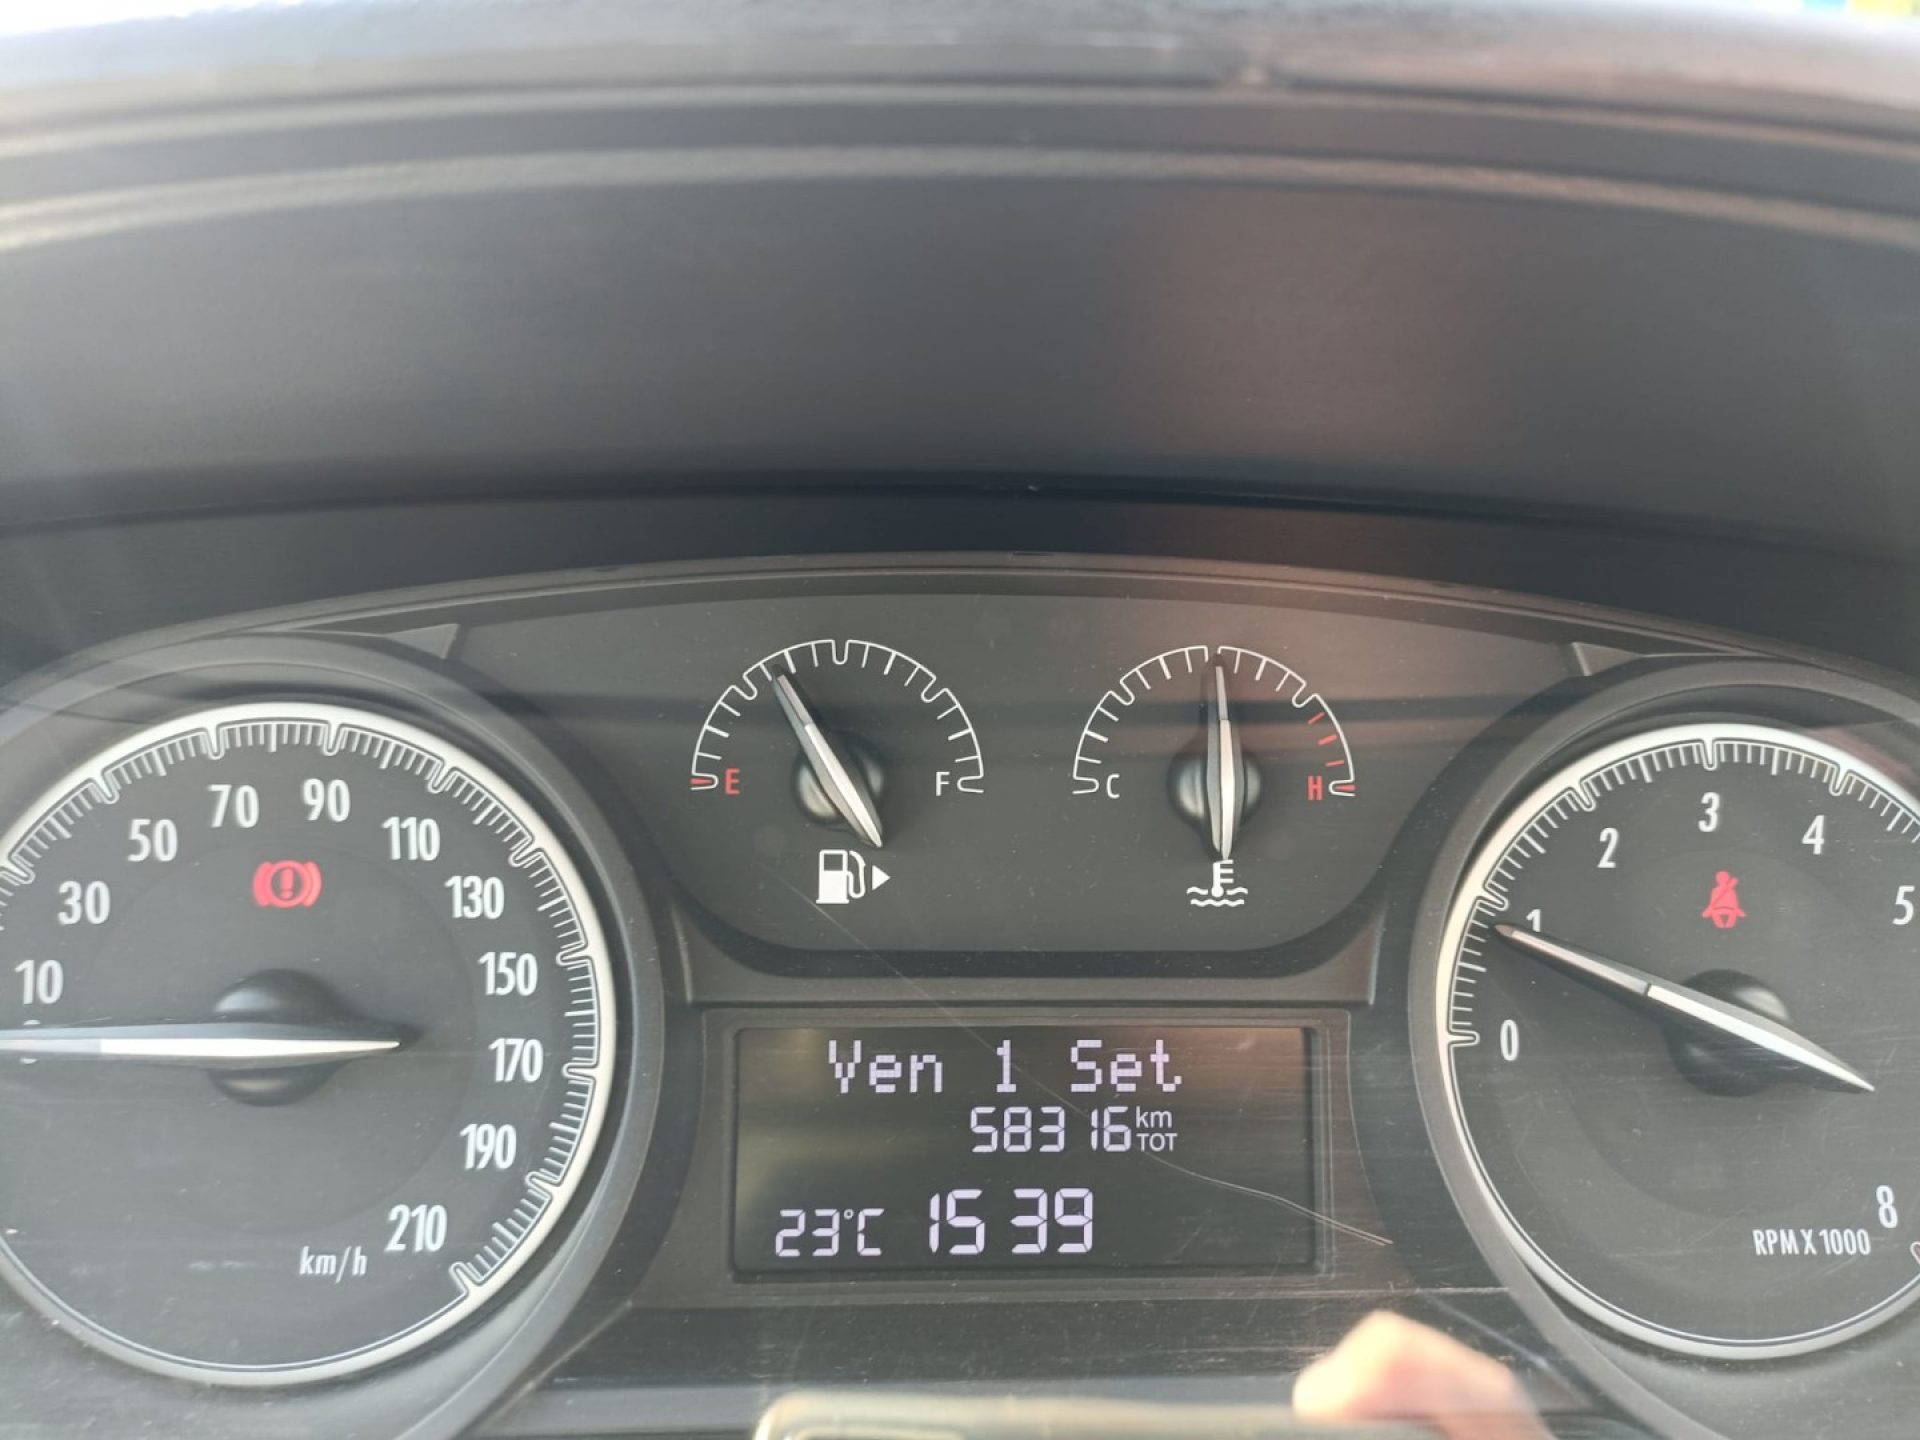 E F
C H
10 30 50 70 90 110 130 150 170 190 210
km/h
0 1 2 3 4 5 8
RPM X 1000
Ven 1 Set
58316 km TOT
23°C 15 39